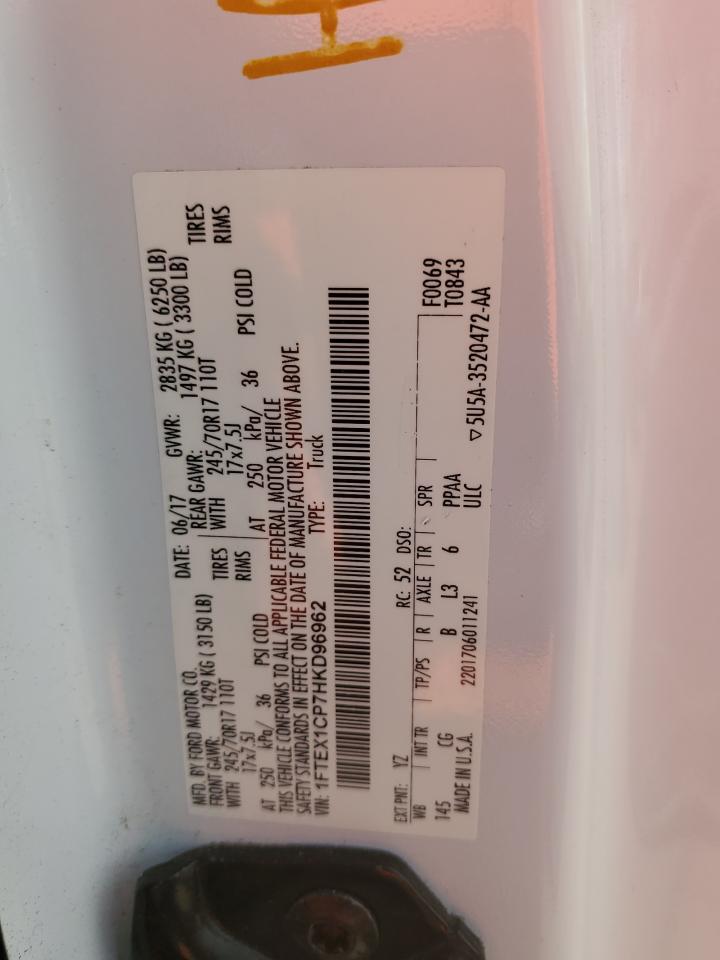 MFD. BY FORD MOTOR CO.
DATE: 06/17 GVWR: 2835 KG ( 6250 LB)
FRONT GAWR: 1429 KG ( 3150 LB) REAR GAWR: 1497 KG ( 3300 LB)
WITH 245/70R17 110T TIRES WITH 245/70R17 110T TIRES
17x7.5J RIMS 17x7.5J RIMS
AT 250 kPa/ 36 PSI COLD AT 250 kPa/ 36 PSI COLD
THIS VEHICLE CONFORMS TO ALL APPLICABLE FEDERAL MOTOR VEHICLE
SAFETY STANDARDS IN EFFECT ON THE DATE OF MANUFACTURE SHOWN ABOVE.
VIN: 1FTEX1CP7HKD96962 TYPE: Truck
EXT PNT: YZ RC: 52 DSO:
WB INT TR TP/PS R AXLE TR SPR F0069
145 CG B L3 6 PPAA T0843
MADE IN U.S.A. 2201706011241 ULC ▽5U5A-3520472-AA